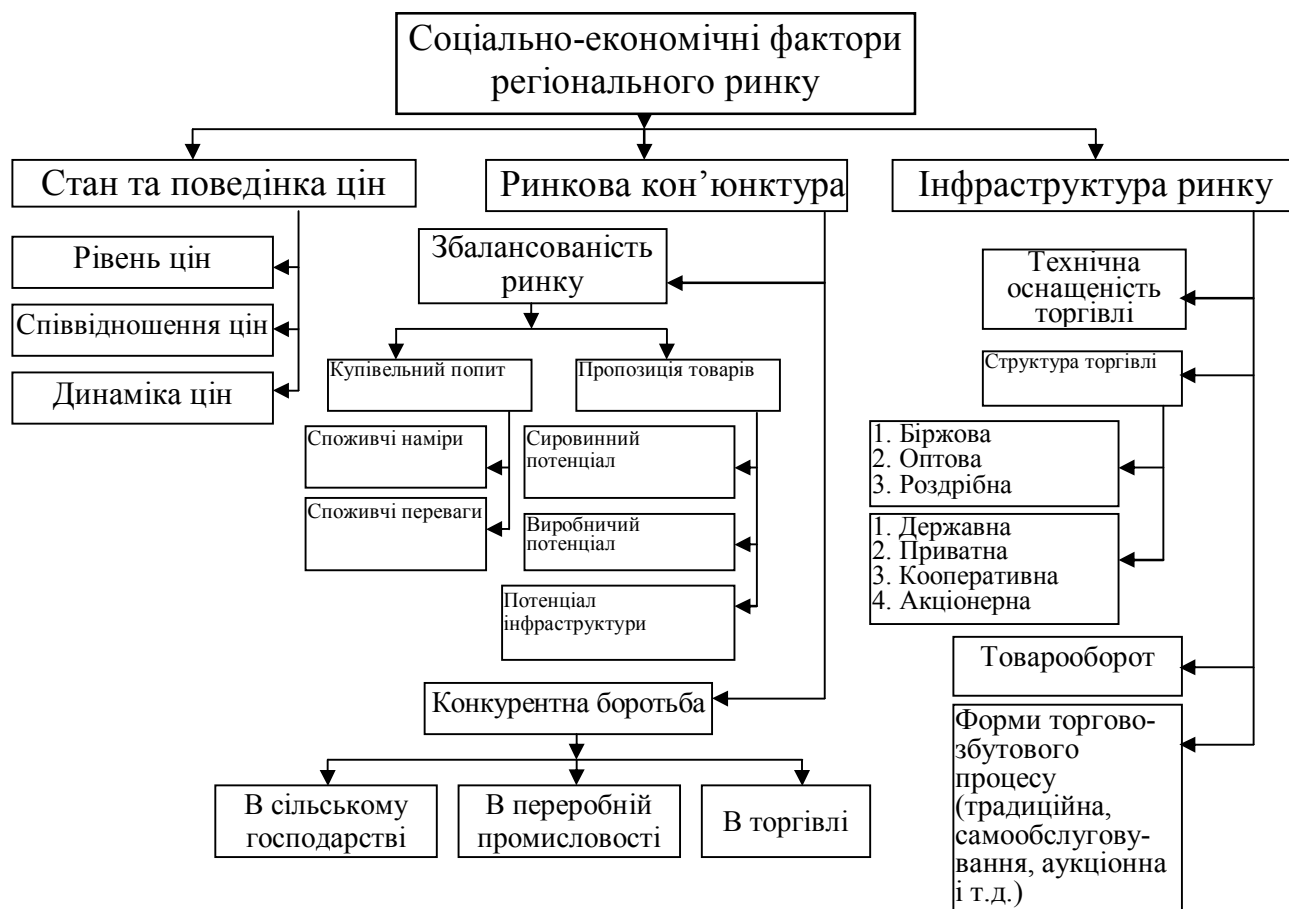 Соціально-економічні фактори
регіонального ринку
Стан та поведінка цін
Ринкова кон’юнктура
Інфраструктура ринку
Рівень цін
Співвідношення цін
Динаміка цін
Збалансованість
ринку
Купівельний попит
Споживчі наміри
Споживчі переваги
Пропозиція товарів
Сировинний
потенціал
Виробничий
потенціал
Потенціал
інфраструктури
Конкурентна боротьба
В сільському
господарстві
В переробній
промисловості
В торгівлі
Технічна
оснащеність
торгівлі
Структура торгівлі
1. Біржова
2. Оптова
3. Роздрібна
1. Державна
2. Приватна
3. Кооперативна
4. Акціонерна
Товарооборот
Форми торгово-
збутового
процесу
(традиційна,
самообслугову-
вання, аукціонна
і т.д.)